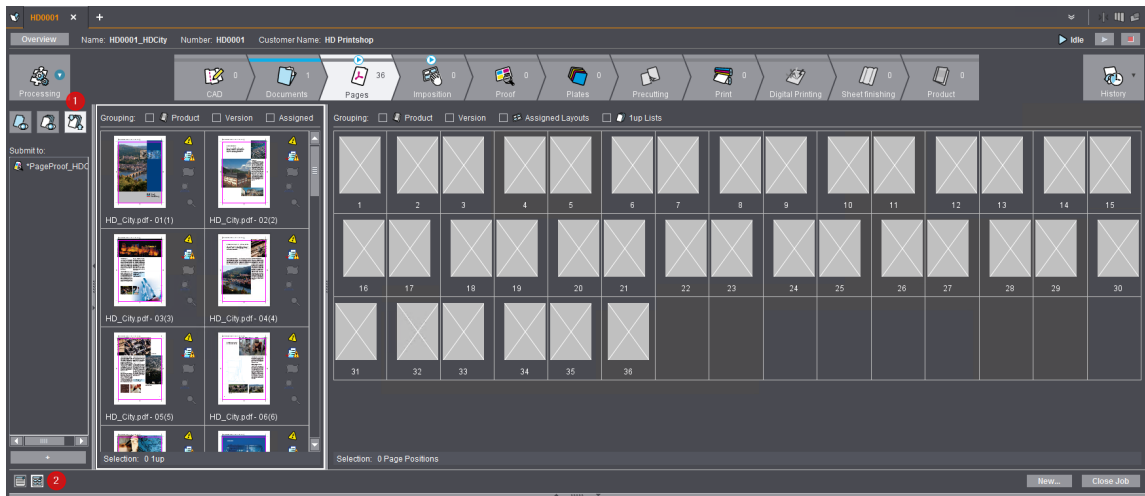 HD0001 × +
Overview Name: HD0001_HDCity Number: HD0001 Customer Name: HD Printshop Idle
0 1 36 0 0 0 0 0 0
Processing CAD Documents Pages Imposition Proof Plates Precutting Print Digital Printing Sheet finishing Product History
1
Grouping: Product Version Assigned
Grouping: Product Version Assigned Layouts 1up Lists
Submit to:
*PageProof_HDC
HD_City.pdf - 01(1) HD_City.pdf - 02(2)
HD_City.pdf - 03(3) HD_City.pdf - 04(4)
HD_City.pdf - 05(5) HD_City.pdf - 06(6)
1 2 3 4 5 6 7 8 9 10 11 12 13 14 15
16 17 18 19 20 21 22 23 24 25 26 27 28 29 30
31 32 33 34 35 36
+
Selection: 0 1up
Selection: 0 Page Positions
2
New... Close Job